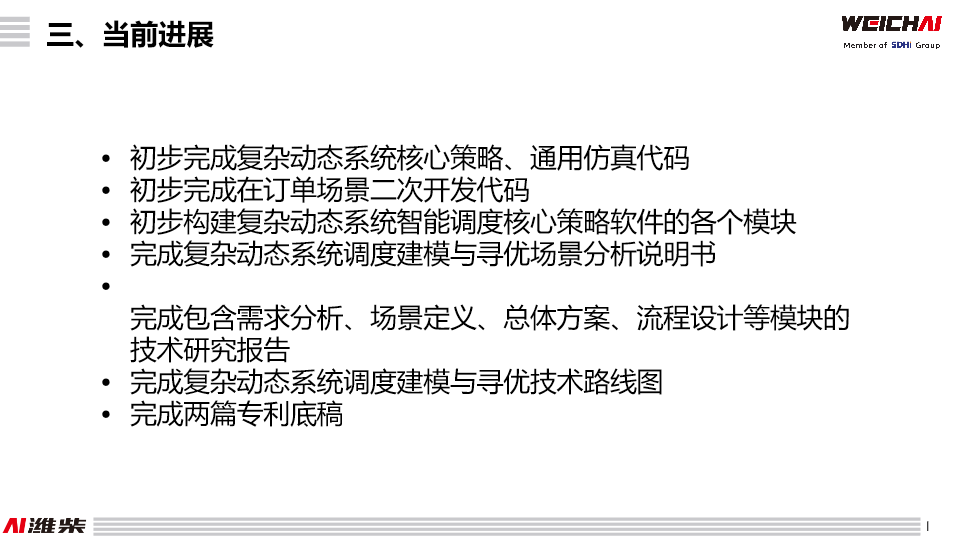 三、当前进展
WEICHAI
Member of SDHI Group
• 初步完成复杂动态系统核心策略、通用仿真代码
• 初步完成在订单场景二次开发代码
• 初步构建复杂动态系统智能调度核心策略软件的各个模块
• 完成复杂动态系统调度建模与寻优场景分析说明书
•
完成包含需求分析、场景定义、总体方案、流程设计等模块的
技术研究报告
• 完成复杂动态系统调度建模与寻优技术路线图
• 完成两篇专利底稿
潍柴